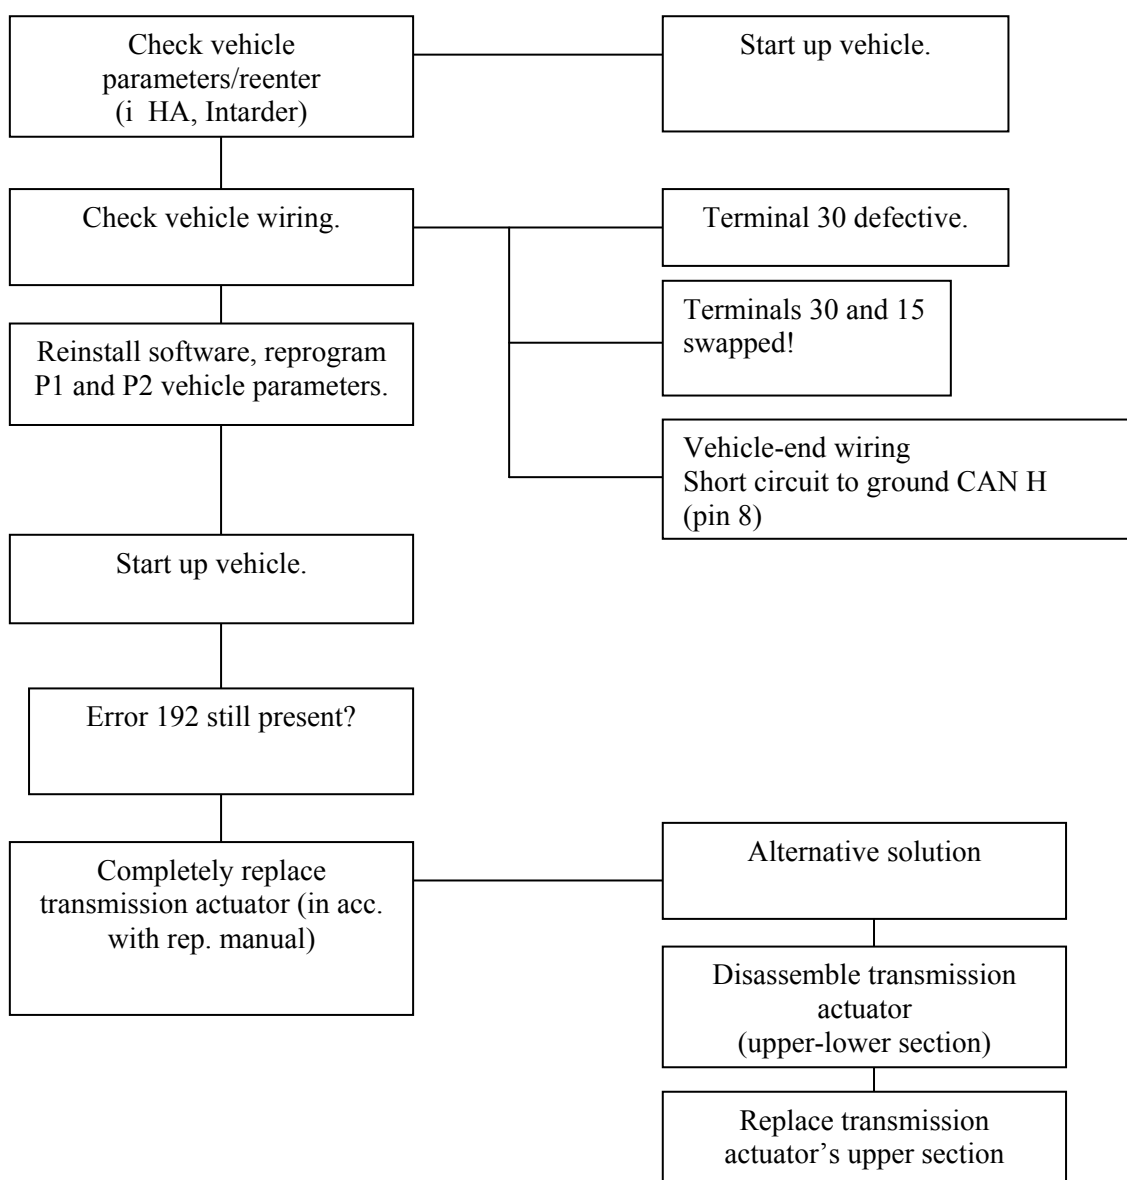 Check vehicle
parameters/reenter
(i HA, Intarder)
Start up vehicle.
Check vehicle wiring.
Terminal 30 defective.
Terminals 30 and 15
swapped!
Reinstall software, reprogram
P1 and P2 vehicle parameters.
Vehicle-end wiring
Short circuit to ground CAN H
(pin 8)
Start up vehicle.
Error 192 still present?
Completely replace
transmission actuator (in acc.
with rep. manual)
Alternative solution
Disassemble transmission
actuator
(upper-lower section)
Replace transmission
actuator’s upper section